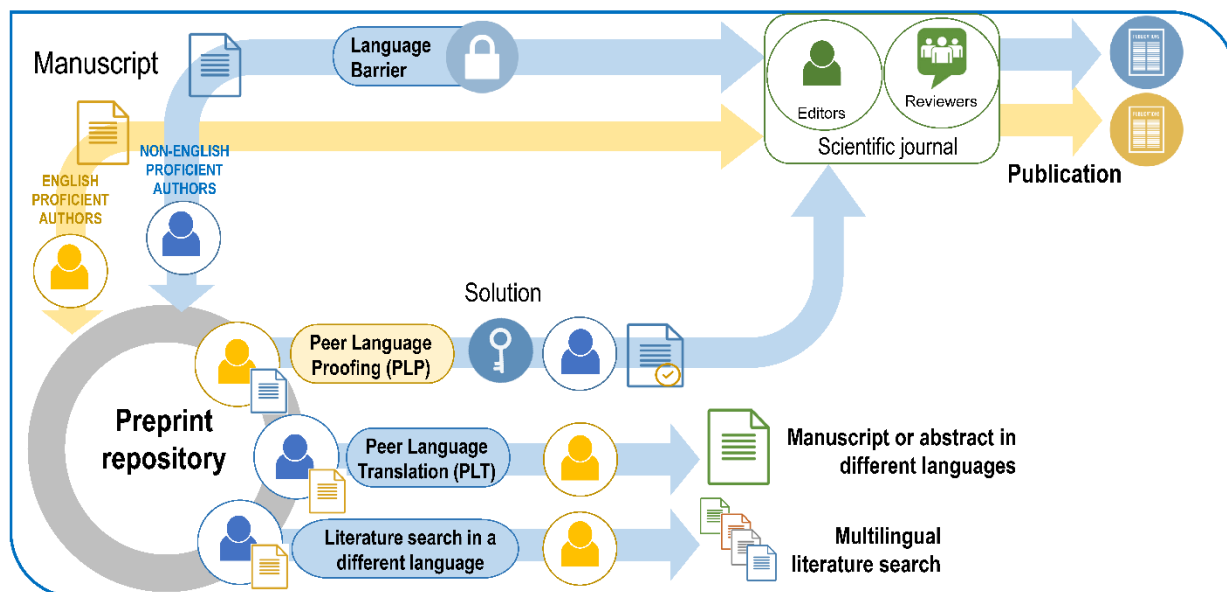 Manuscript
Language
Barrier
Editors
Reviewers
Scientific journal
Publication
NON-ENGLISH
PROFICIENT
AUTHORS
ENGLISH
PROFICIENT
AUTHORS
Solution
Peer Language
Proofing (PLP)
Preprint
repository
Peer Language
Translation (PLT)
Manuscript or abstract in
different languages
Literature search in a
different language
Multilingual
literature search